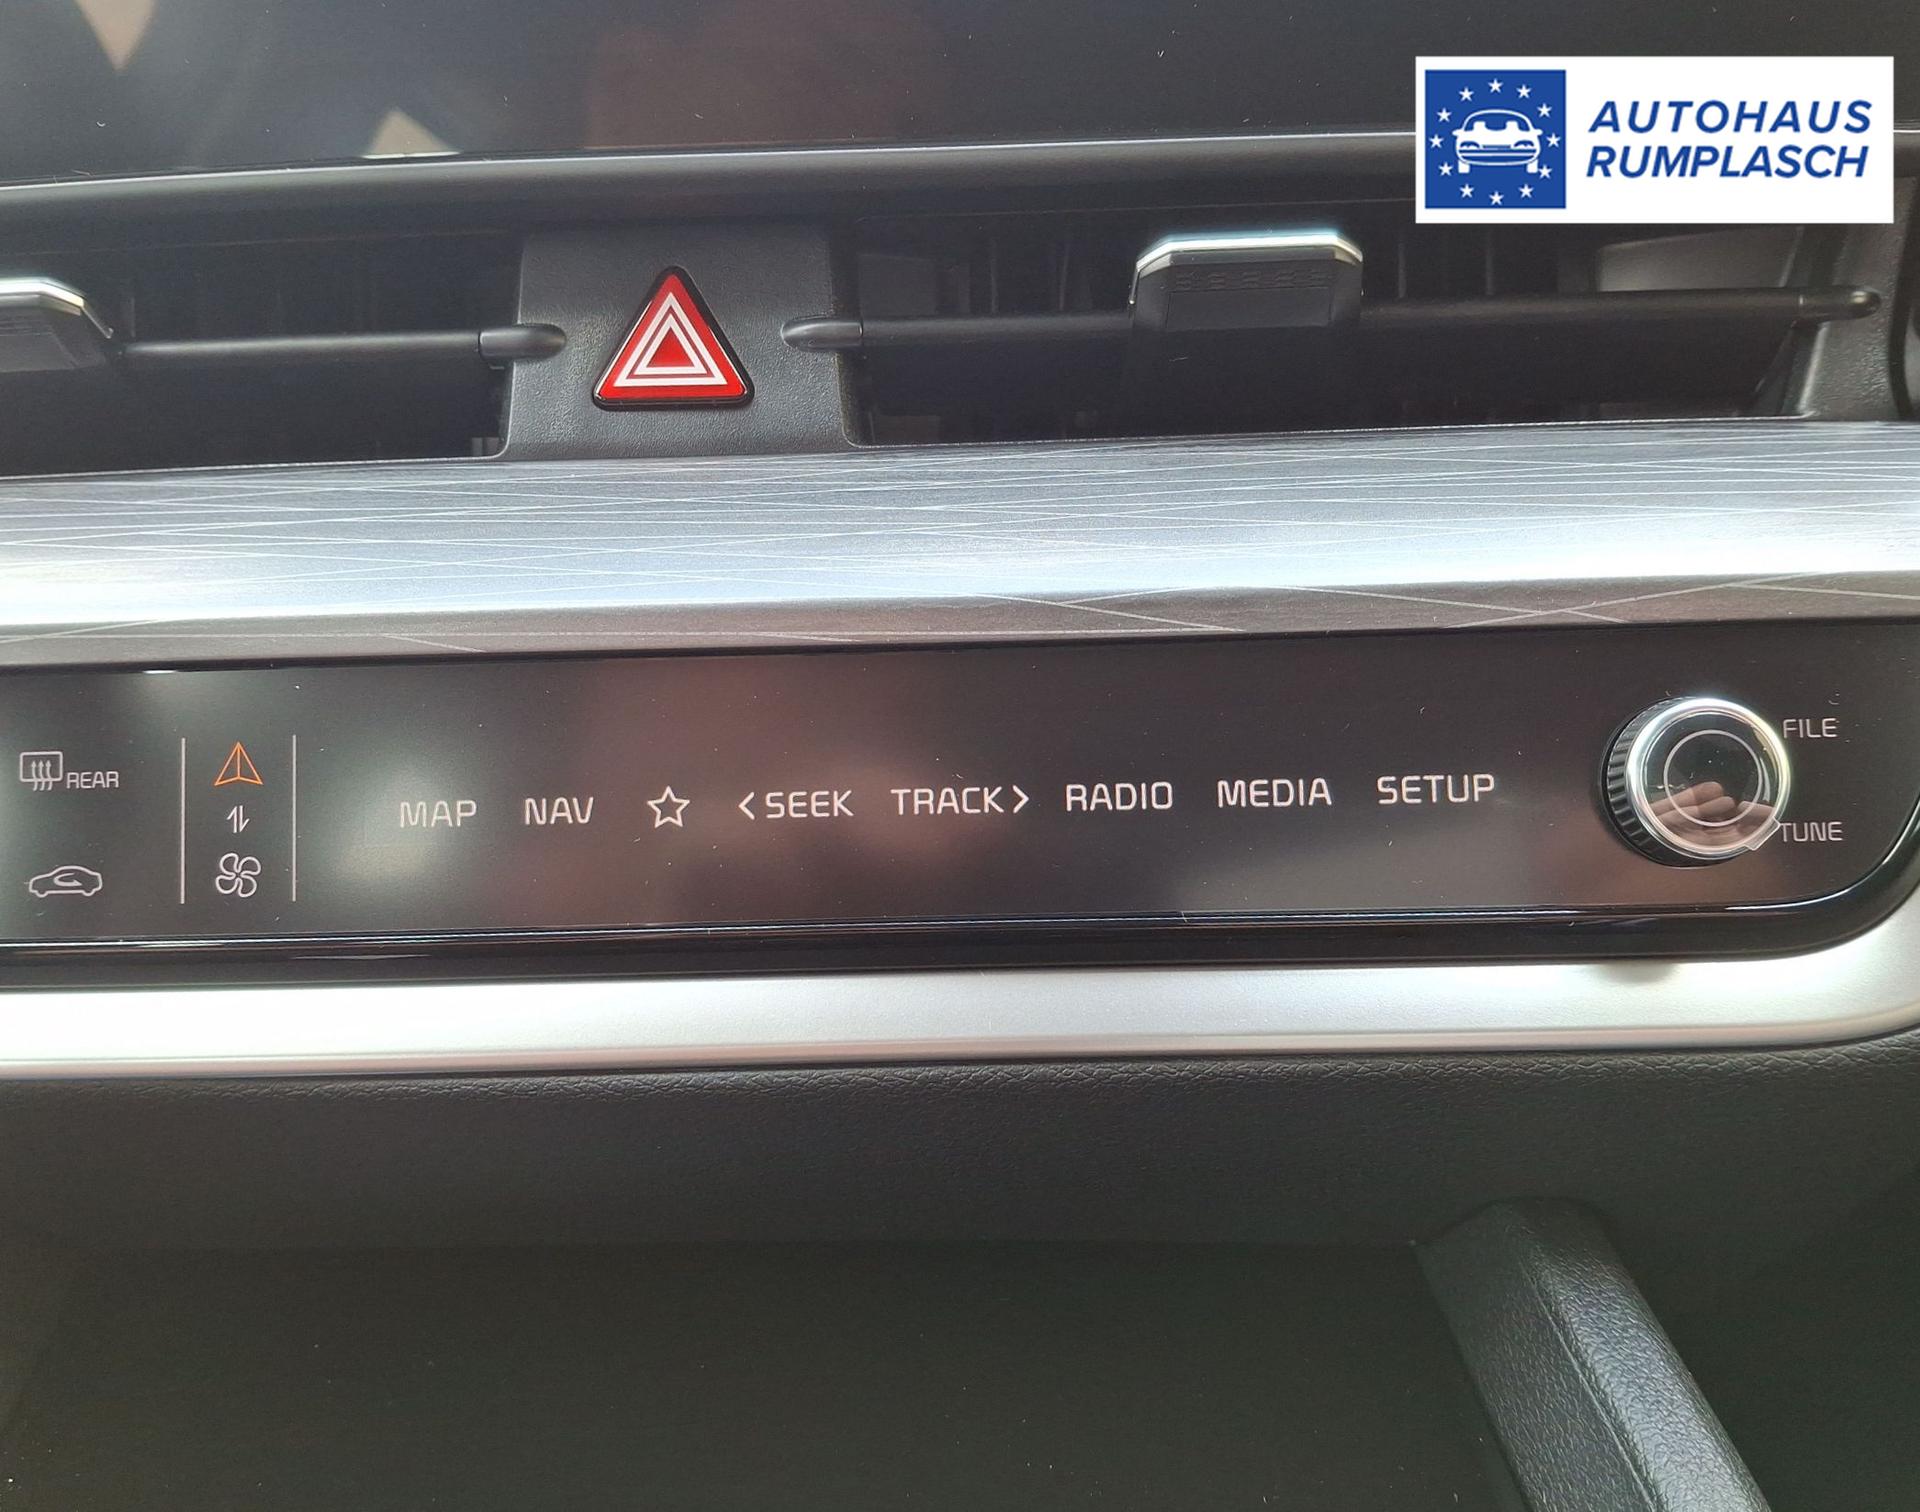 AUTOHAUS
RUMPLASCH
REAR
MAP NAV <SEEK TRACK> RADIO MEDIA SETUP
FILE
TUNE